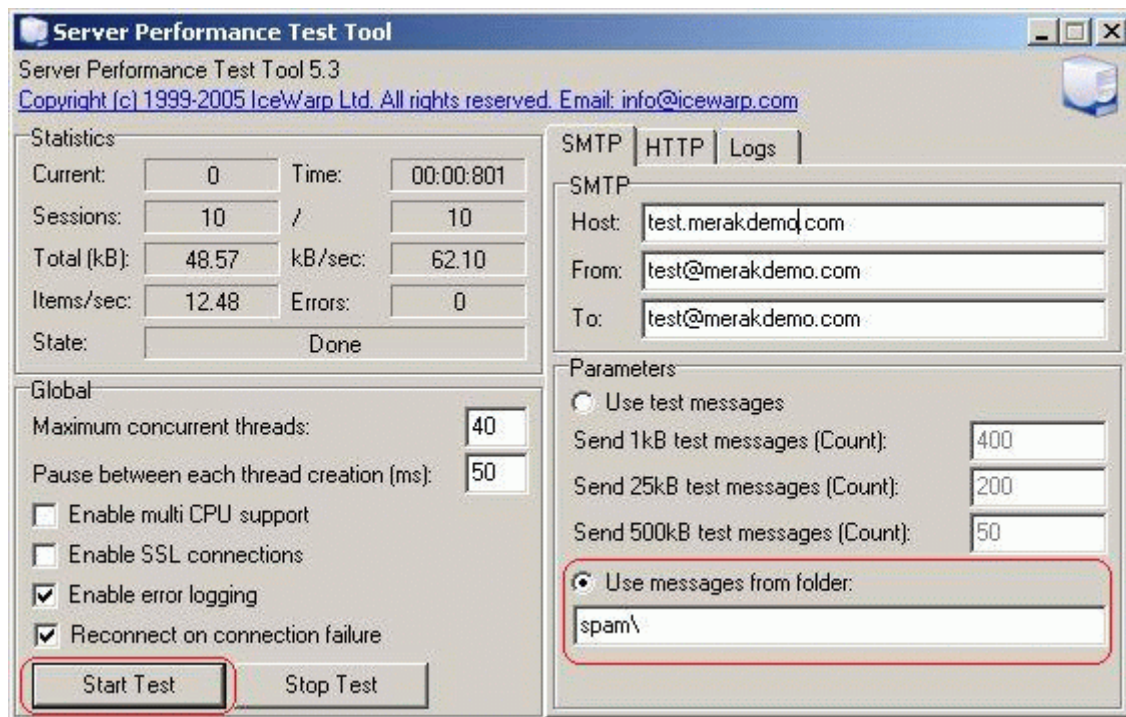 Server Performance Test Tool
Server Performance Test Tool 5.3
Copyright (c) 1999-2005 IceWarp Ltd. All rights reserved. Email: info@icewarp.com
Statistics
Current: 0 Time: 00:00:801
Sessions: 10 / 10
Total (kB): 48.57 kB/sec: 62.10
Items/sec: 12.48 Errors: 0
State: Done
Global
Maximum concurrent threads: 40
Pause between each thread creation (ms): 50
Enable multi CPU support
Enable SSL connections
Enable error logging
Reconnect on connection failure
Start Test Stop Test
SMTP HTTP Logs
SMTP
Host: test.merakdemo.com
From: test@merakdemo.com
To: test@merakdemo.com
Parameters
Use test messages
Send 1kB test messages (Count): 400
Send 25kB test messages (Count): 200
Send 500kB test messages (Count): 50
Use messages from folder:
spam\